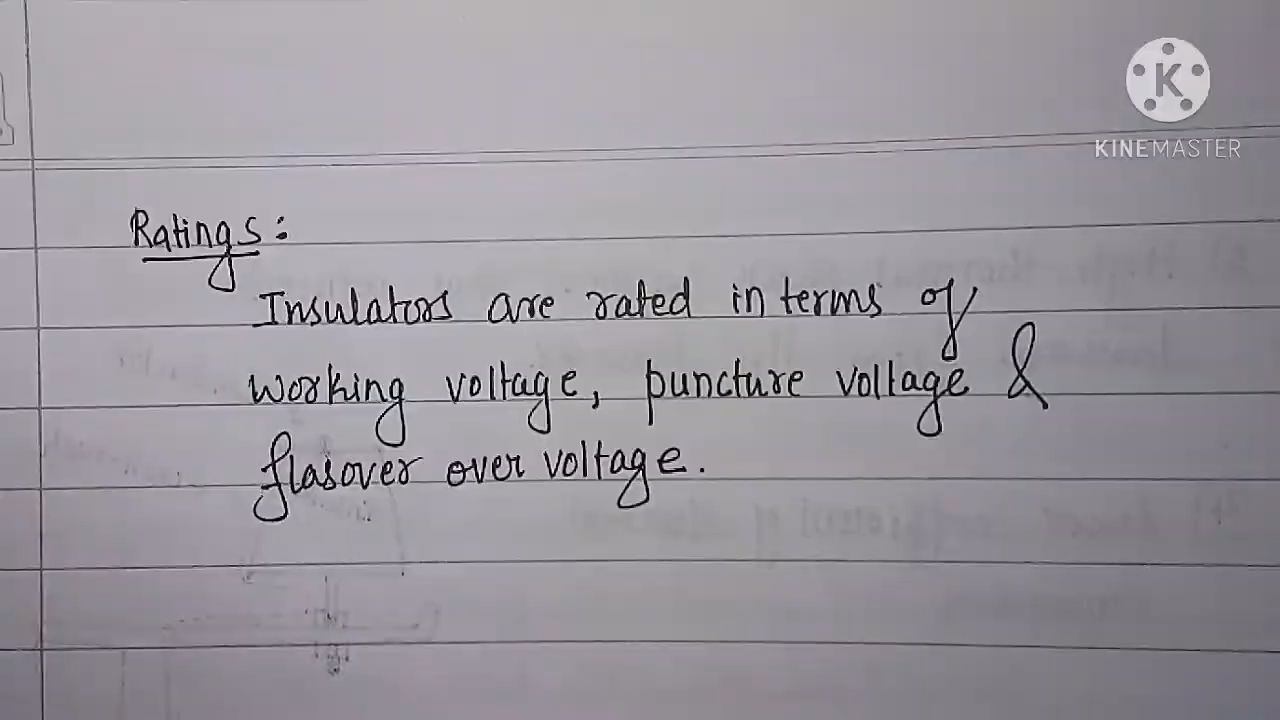 K
KINEMASTER
Ratings:
Insulators are rated in terms of
working voltage, puncture voltage &
flasover over voltage.